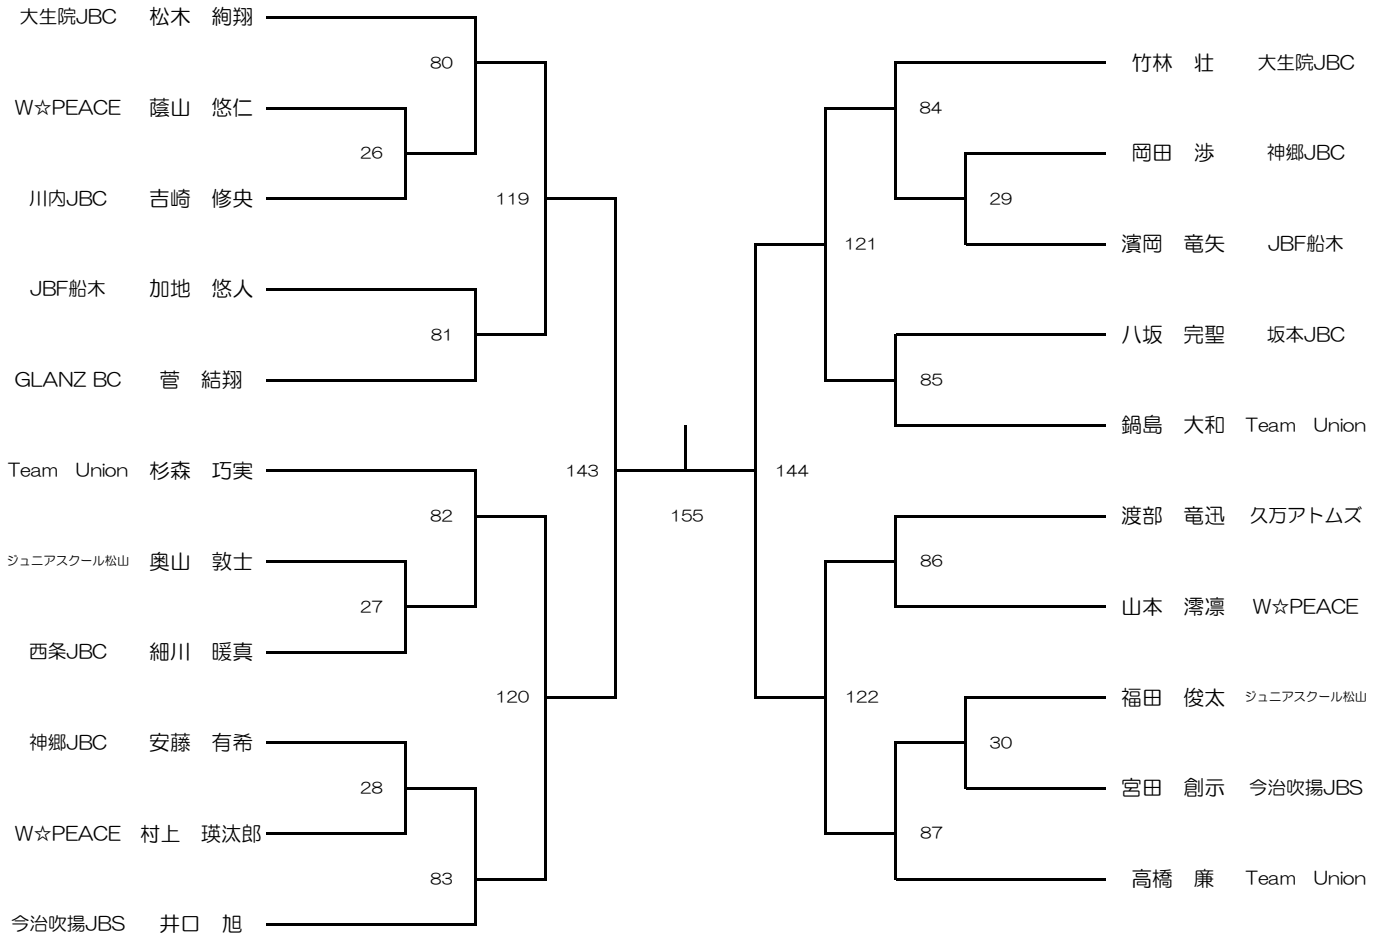 大生院JBC　松木　絢翔
80
W☆PEACE　蔭山　悠仁
26
川内JBC　吉崎　修央
119
JBF船木　加地　悠人
81
GLANZ BC　菅　結翔
143
Team　Union　杉森　巧実
82
ジュニアスクール松山　奥山　敦士
27
西条JBC　細川　暖真
120
神郷JBC　安藤　有希
28
W☆PEACE　村上　瑛汰郎
83
今治吹揚JBS　井口　旭
155
竹林　壮　大生院JBC
84
岡田　渉　神郷JBC
29
濱岡　竜矢　JBF船木
121
八坂　完聖　坂本JBC
85
鍋島　大和　Team　Union
144
渡部　竜迅　久万アトムズ
86
山本　澪凛　W☆PEACE
122
福田　俊太　ジュニアスクール松山
30
宮田　創示　今治吹揚JBS
87
高橋　廉　Team　Union